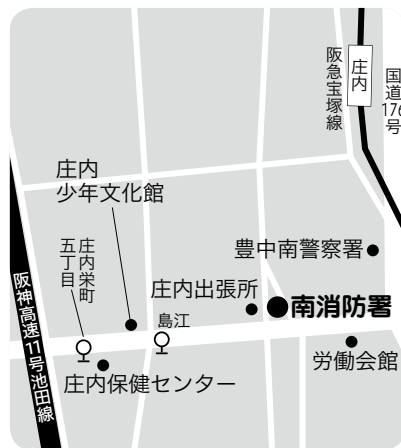 阪急宝塚線
庄内
国道176号
庄内
少年文化館
庄内栄町
五丁目
豊中南警察署
庄内出張所
南消防署
島江
阪神高速11号池田線
庄内保健センター
労働会館